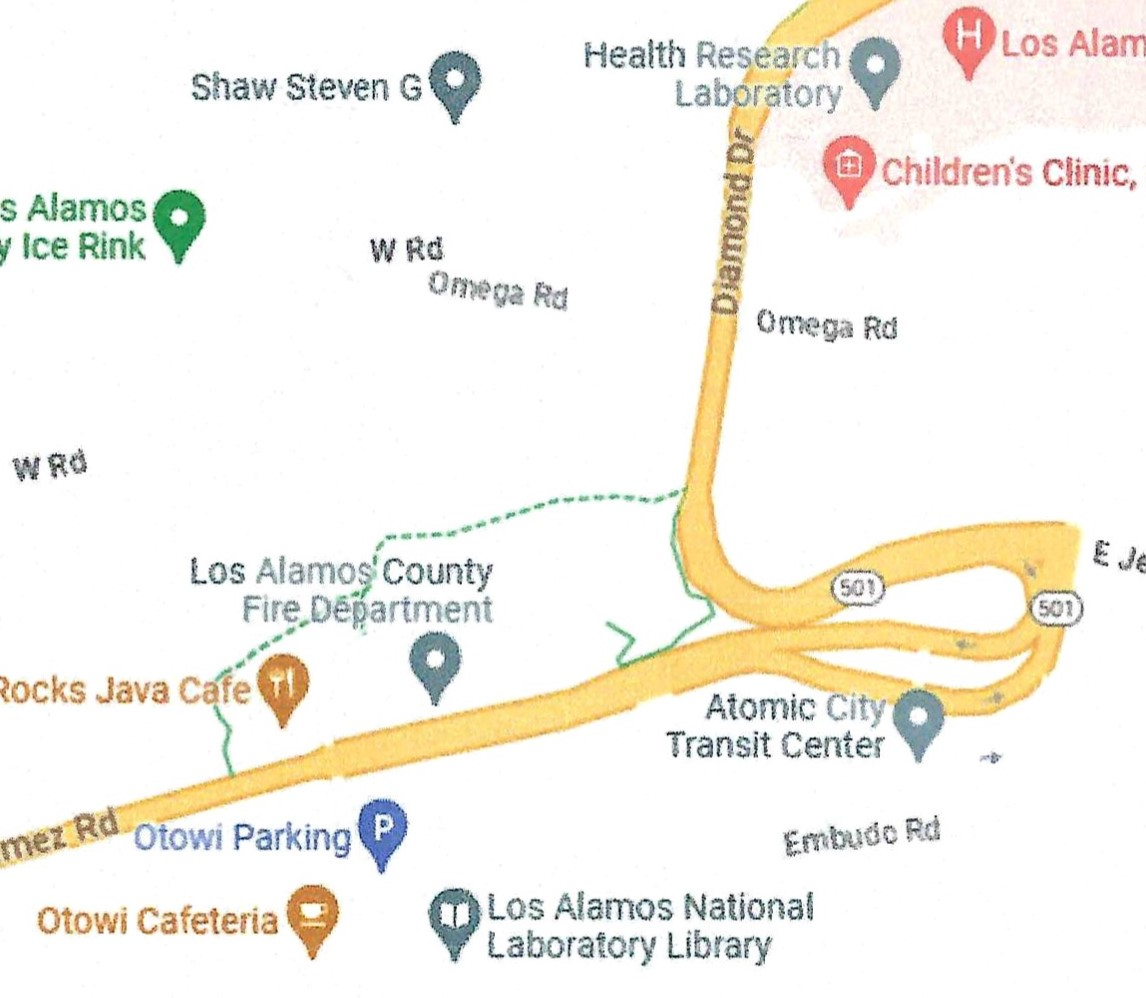 Health Research
Laboratory
H
Los Alam
Shaw Steven G
Children's Clinic,
Diamond Dr
s Alamos
y Ice Rink
W Rd
Omega Rd
Omega Rd
W Rd
E Je
Los Alamos County
Fire Department
501
501
Rocks Java Cafe
Atomic City
Transit Center
mez Rd
Otowi Parking
P
Embudo Rd
Otowi Cafeteria
Los Alamos National
Laboratory Library